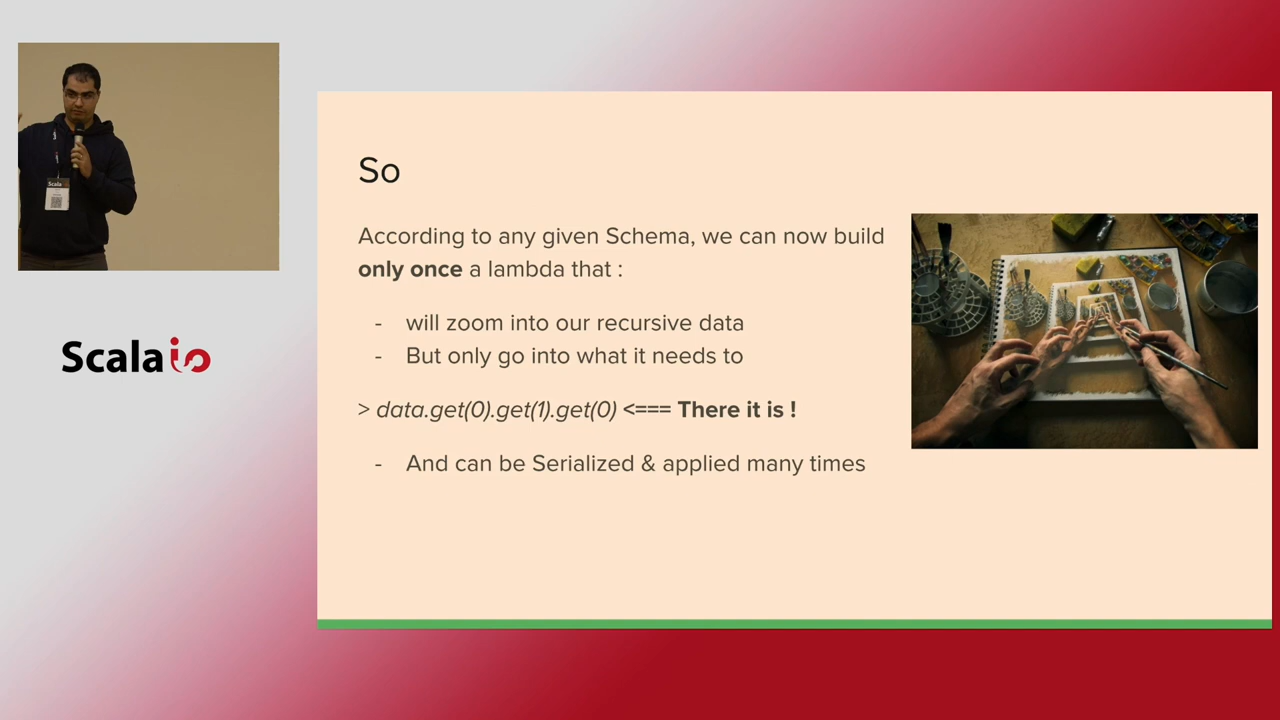 Scala
Scala io
So
According to any given Schema, we can now build
only once a lambda that :
- will zoom into our recursive data
- But only go into what it needs to
> data.get(0).get(1).get(0) <=== There it is !
- And can be Serialized & applied many times